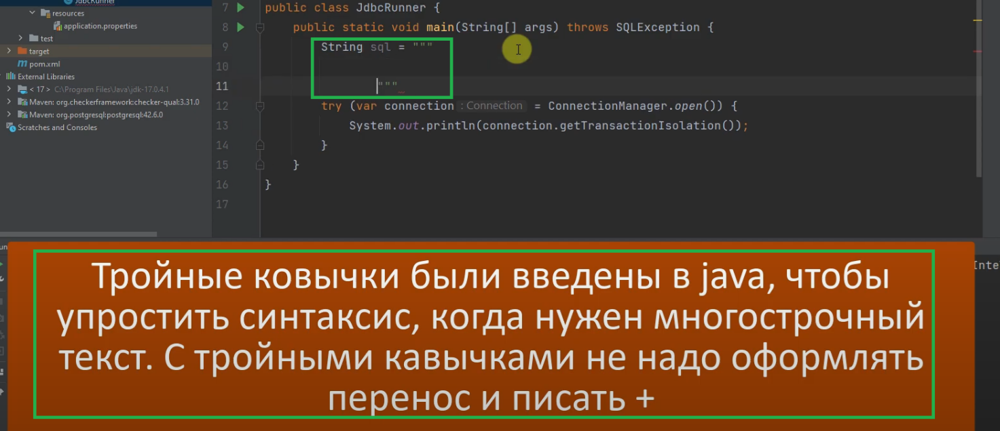 JdbcRunner
resources
application.properties
test
target
pom.xml
External Libraries
< 17 > C:\Program Files\Java\jdk-17.0.4.1
Maven: org.checkerframework:checker-qual:3.31.0
Maven: org.postgresql:postgresql:42.6.0
Scratches and Consoles
7 public class JdbcRunner {
8 public static void main(String[] args) throws SQLException {
9 String sql = """
10
11 """
12 try (var connection : Connection = ConnectionManager.open()) {
13 System.out.println(connection.getTransactionIsolation());
14 }
15 }
16 }
17
Тройные ковычки были введены в java, чтобы
упростить синтаксис, когда нужен многострочный
текст. С тройными кавычками не надо оформлять
перенос и писать +